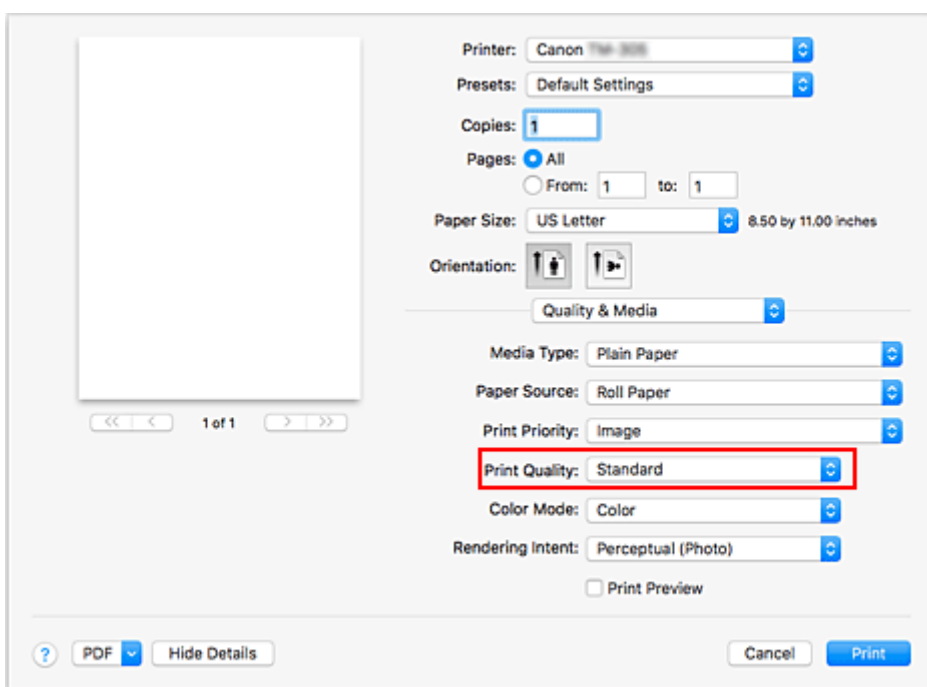 Printer: Canon
Presets: Default Settings
Copies: 1
Pages: All
From: 1 to: 1
Paper Size: US Letter 8.50 by 11.00 inches
Orientation:
Quality & Media
Media Type: Plain Paper
Paper Source: Roll Paper
<< < 1 of 1 > >>
Print Priority: Image
Print Quality: Standard
Color Mode: Color
Rendering Intent: Perceptual (Photo)
Print Preview
? PDF Hide Details Cancel Print